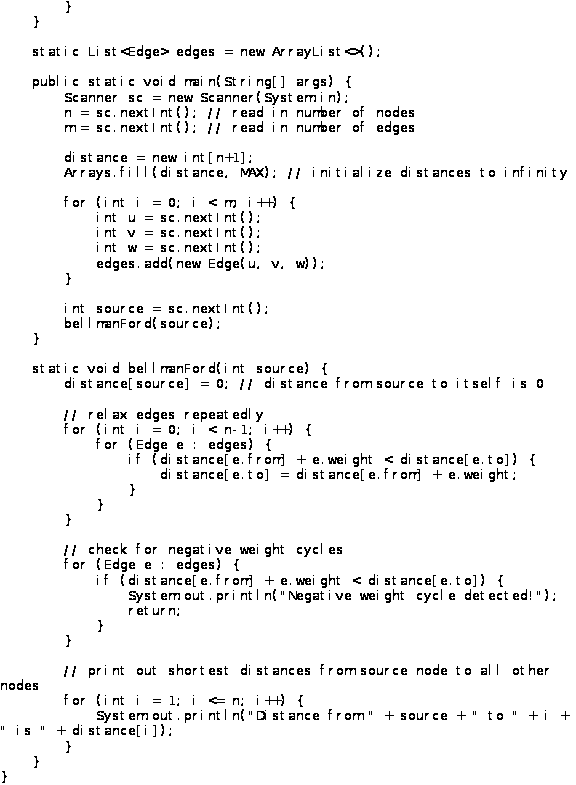 }
    }

    static List<Edge> edges = new ArrayList<>();

    public static void main(String[] args) {
        Scanner sc = new Scanner(System.in);
        n = sc.nextInt(); // read in number of nodes
        m = sc.nextInt(); // read in number of edges

        distance = new int[n+1];
        Arrays.fill(distance, MAX); // initialize distances to infinity

        for (int i = 0; i < m; i++) {
            int u = sc.nextInt();
            int v = sc.nextInt();
            int w = sc.nextInt();
            edges.add(new Edge(u, v, w));
        }

        int source = sc.nextInt();
        bellmanFord(source);
    }

    static void bellmanFord(int source) {
        distance[source] = 0; // distance from source to itself is 0

        // relax edges repeatedly
        for (int i = 0; i < n-1; i++) {
            for (Edge e : edges) {
                if (distance[e.from] + e.weight < distance[e.to]) {
                    distance[e.to] = distance[e.from] + e.weight;
                }
            }
        }

        // check for negative weight cycles
        for (Edge e : edges) {
            if (distance[e.from] + e.weight < distance[e.to]) {
                System.out.println("Negative weight cycle detected!");
                return;
            }
        }

        // print out shortest distances from source node to all other
nodes
        for (int i = 1; i <= n; i++) {
            System.out.println("Distance from " + source + " to " + i +
" is " + distance[i]);
        }
    }
}